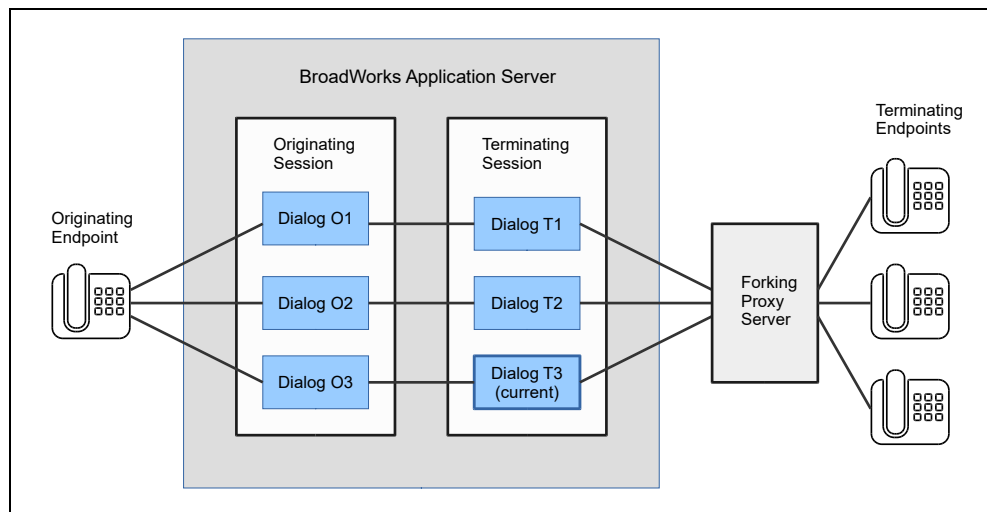 BroadWorks Application Server
Terminating
Endpoints
Originating
Session
Terminating
Session
Originating
Endpoint
Dialog O1
Dialog T1
Dialog O2
Dialog T2
Forking
Proxy
Server
Dialog O3
Dialog T3
(current)